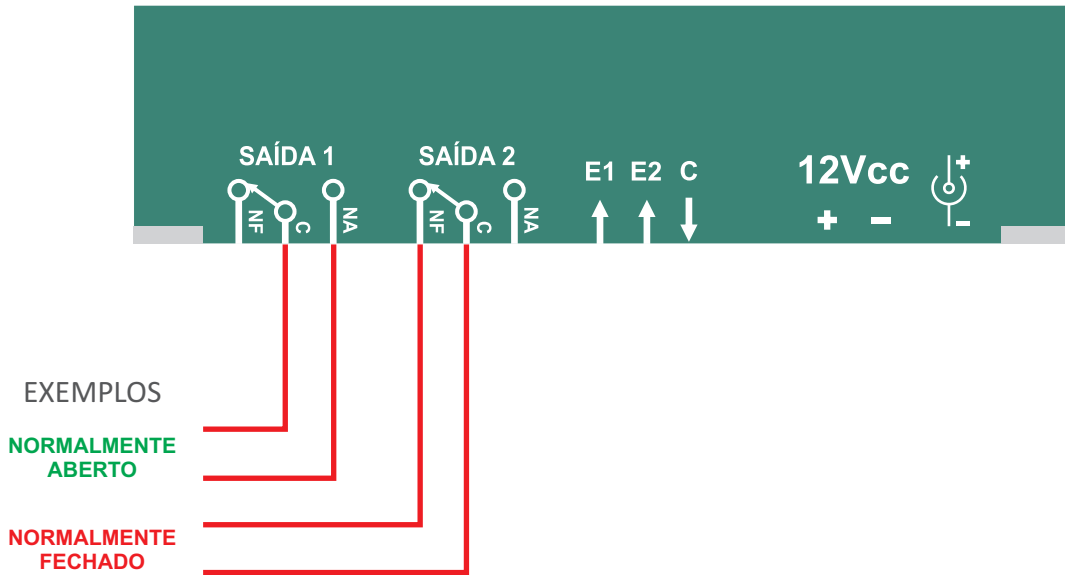 SAÍDA 1
SAÍDA 2
E1 E2 C
12Vcc
NF C NA
NF C NA
+ −
+
−
EXEMPLOS
NORMALMENTE
ABERTO
NORMALMENTE
FECHADO